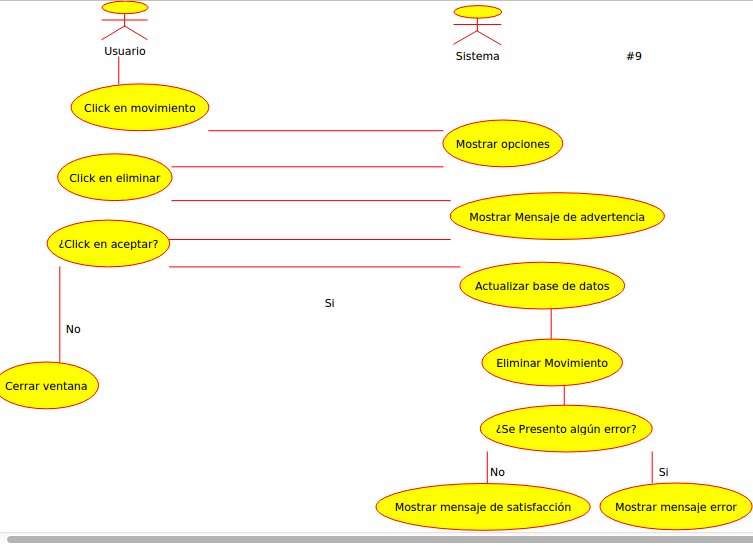 Usuario
Sistema
#9
Click en movimiento
Mostrar opciones
Click en eliminar
Mostrar Mensaje de advertencia
¿Click en aceptar?
Actualizar base de datos
Si
No
Eliminar Movimiento
Cerrar ventana
¿Se Presento algún error?
No
Si
Mostrar mensaje de satisfacción
Mostrar mensaje error